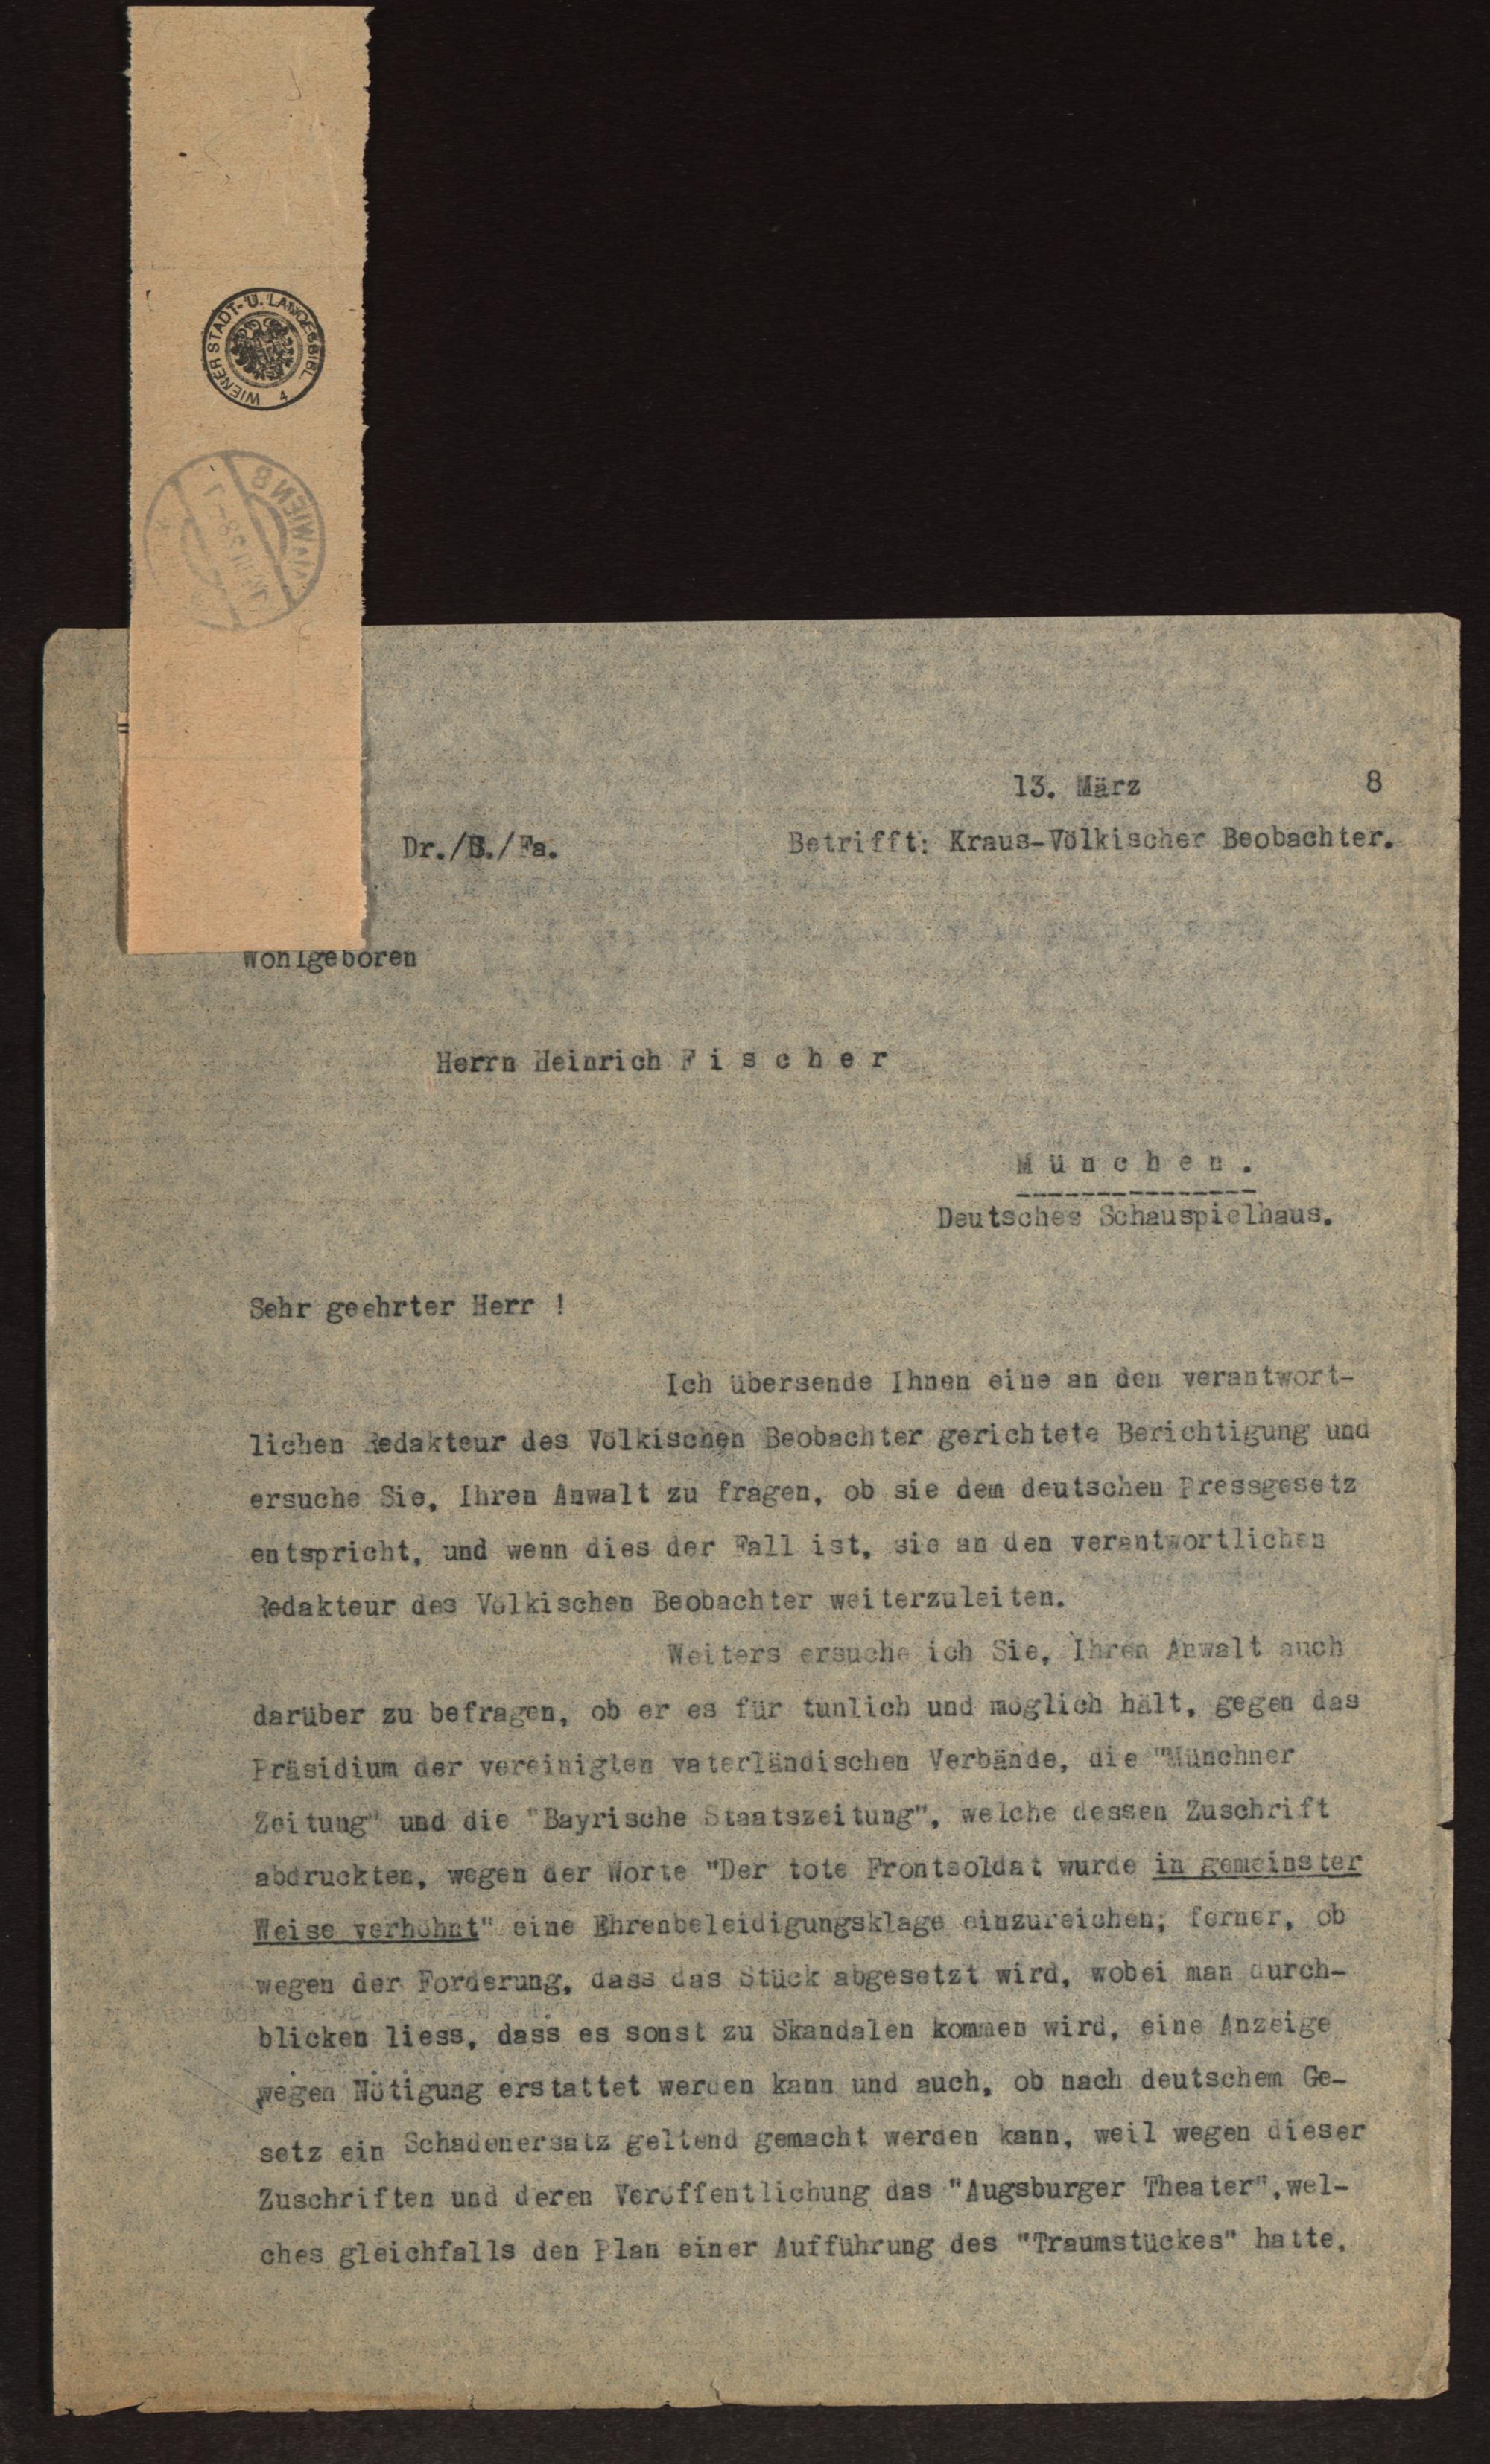 WIENER STADT-U. LANDESBIBL.
4
WIEN 8
13. März 8
Dr./S./Fa. Betrifft: Kraus-Völkischer Beobachter.
Wohlgeboren
Herrn Heinrich Fischer
München.
Deutsches Schauspielhaus.
Sehr geehrter Herr !
Ich übersende Ihnen eine an den verantwort-
lichen Redakteur des Völkischen Beobachter gerichtete Berichtigung und
ersuche Sie, Ihren Anwalt zu fragen, ob sie dem deutschen Pressgesetz
entspricht, und wenn dies der Fall ist, sie an den verantwortlichen
Redakteur des Völkischen Beobachter weiterzuleiten.
Weiters ersuche ich Sie, Ihren Anwalt auch
darüber zu befragen, ob er es für tunlich und möglich hält, gegen das
Präsidium der vereinigten vaterländischen Verbände, die "Münchner
Zeitung" und die "Bayrische Staatszeitung", welche dessen Zuschrift
abdruckten, wegen der Worte "Der tote Frontsoldat wurde in gemeinster
Weise verhöhnt" eine Ehrenbeleidigungsklage einzureichen; ferner, ob
wegen der Forderung, dass das Stück abgesetzt wird, wobei man durch-
blicken liess, dass es sonst zu Skandalen kommen wird, eine Anzeige
wegen Nötigung erstattet werden kann und auch, ob nach deutschem Ge-
setz ein Schadenersatz geltend gemacht werden kann, weil wegen dieser
Zuschriften und deren Veröffentlichung das "Augsburger Theater",wel-
ches gleichfalls den Plan einer Aufführung des "Traumstückes" hatte,